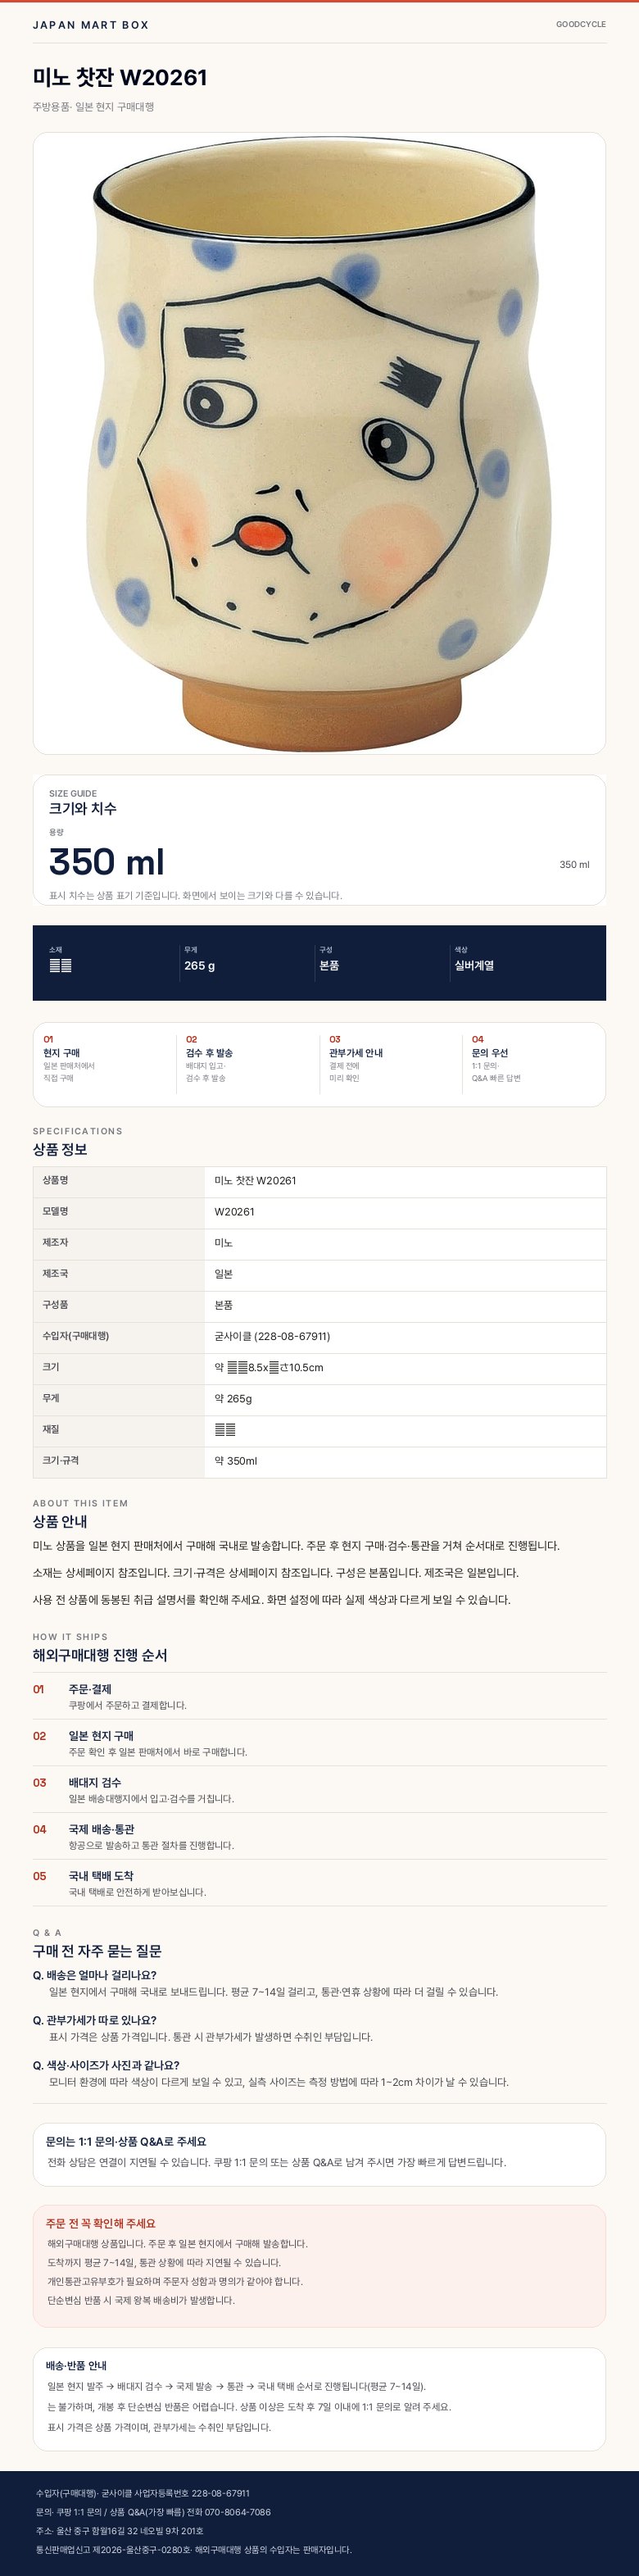 JAPAN MART BOX
GOODCYCLE
미노 찻잔 W20261
주방용품· 일본 현지 구매대행
SIZE GUIDE
크기와 치수
용량
350 ml
350 ml
표시 치수는 상품 표기 기준입니다. 화면에서 보이는 크기와 다를 수 있습니다.
소재
무게
265 g
구성
본품
색상
실버계열
01
현지 구매
일본 판매처에서
직접 구매
02
검수 후 발송
배대지 입고·
검수 후 발송
03
관부가세 안내
결제 전에
미리 확인
04
문의 우선
1:1 문의·
Q&A 빠른 답변
SPECIFICATIONS
상품 정보
상품명 미노 찻잔 W20261
모델명 W20261
제조자 미노
제조국 일본
구성품 본품
수입자(구매대행) 굳사이클 (228-08-67911)
크기 약 8.5x 10.5cm
무게 약 265g
재질
크기·규격 약 350ml
ABOUT THIS ITEM
상품 안내
미노 상품을 일본 현지 판매처에서 구매해 국내로 발송합니다. 주문 후 현지 구매·검수·통관을 거쳐 순서대로 진행됩니다.
소재는 상세페이지 참조입니다. 크기·규격은 상세페이지 참조입니다. 구성은 본품입니다. 제조국은 일본입니다.
사용 전 상품에 동봉된 취급 설명서를 확인해 주세요. 화면 설정에 따라 실제 색상과 다르게 보일 수 있습니다.
HOW IT SHIPS
해외구매대행 진행 순서
01 주문·결제
쿠팡에서 주문하고 결제합니다.
02 일본 현지 구매
주문 확인 후 일본 판매처에서 바로 구매합니다.
03 배대지 검수
일본 배송대행지에서 입고·검수를 거칩니다.
04 국제 배송·통관
항공으로 발송하고 통관 절차를 진행합니다.
05 국내 택배 도착
국내 택배로 안전하게 받아보십니다.
Q & A
구매 전 자주 묻는 질문
Q. 배송은 얼마나 걸리나요?
일본 현지에서 구매해 국내로 보내드립니다. 평균 7~14일 걸리고, 통관·연휴 상황에 따라 더 걸릴 수 있습니다.
Q. 관부가세가 따로 있나요?
표시 가격은 상품 가격입니다. 통관 시 관부가세가 발생하면 수취인 부담입니다.
Q. 색상·사이즈가 사진과 같나요?
모니터 환경에 따라 색상이 다르게 보일 수 있고, 실측 사이즈는 측정 방법에 따라 1~2cm 차이가 날 수 있습니다.
문의는 1:1 문의·상품 Q&A로 주세요
전화 상담은 연결이 지연될 수 있습니다. 쿠팡 1:1 문의 또는 상품 Q&A로 남겨 주시면 가장 빠르게 답변드립니다.
주문 전 꼭 확인해 주세요
해외구매대행 상품입니다. 주문 후 일본 현지에서 구매해 발송합니다.
도착까지 평균 7~14일, 통관 상황에 따라 지연될 수 있습니다.
개인통관고유부호가 필요하며 주문자 성함과 명의가 같아야 합니다.
단순변심 반품 시 국제 왕복 배송비가 발생합니다.
배송·반품 안내
일본 현지 발주 → 배대지 검수 → 국제 발송 → 통관 → 국내 택배 순서로 진행됩니다(평균 7~14일).
는 불가하며, 개봉 후 단순변심 반품은 어렵습니다. 상품 이상은 도착 후 7일 이내에 1:1 문의로 알려 주세요.
표시 가격은 상품 가격이며, 관부가세는 수취인 부담입니다.
수입자(구매대행)· 굳사이클 사업자등록번호 228-08-67911
문의· 쿠팡 1:1 문의 / 상품 Q&A(가장 빠름) 전화 070-8064-7086
주소· 울산 중구 함월16길 32 네오빌 9차 201호
통신판매업신고 제2026-울산중구-0280호· 해외구매대행 상품의 수입자는 판매자입니다.